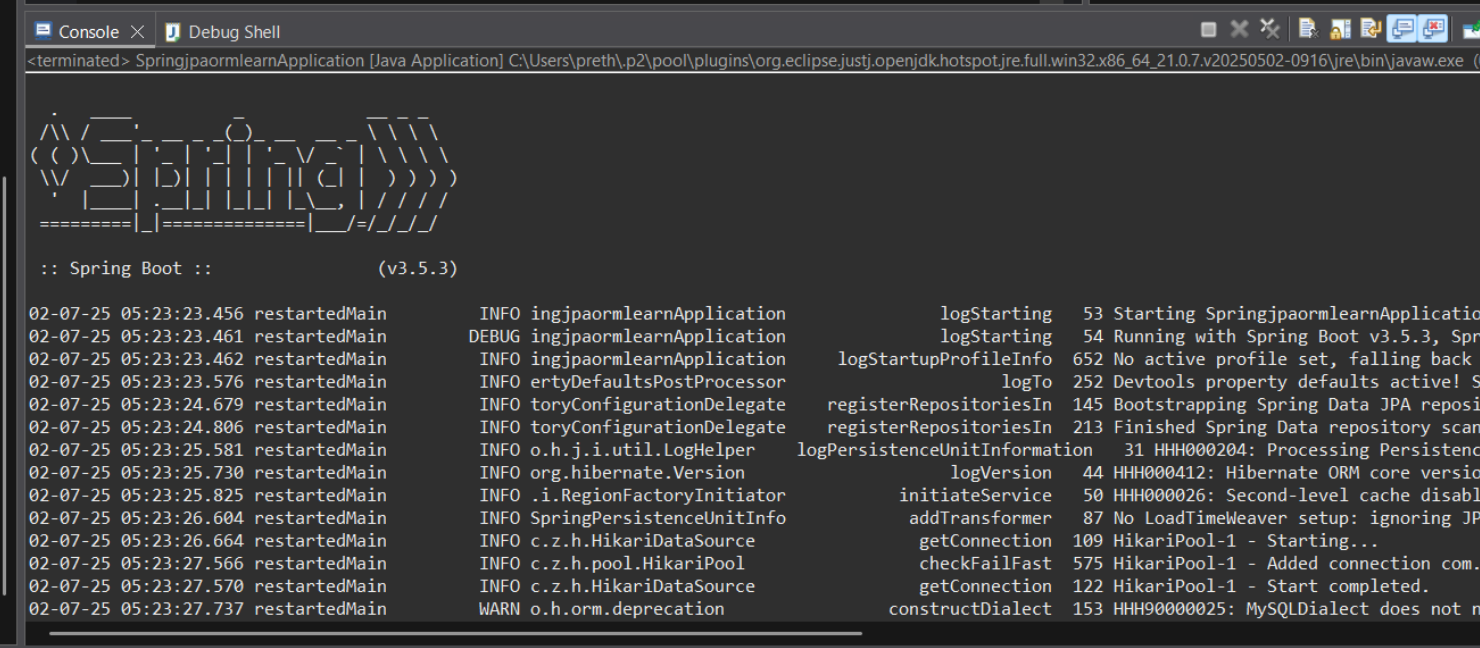 Console
Debug Shell
<terminated> SpringjpaormlearnApplication [Java Application] C:\Users\preth\.p2\pool\plugins\org.eclipse.justj.openjdk.hotspot.jre.full.win32.x86_64_21.0.7.v20250502-0916\jre\bin\javaw.exe
Spring
:: Spring Boot :: (v3.5.3)
02-07-25 05:23:23.456 restartedMain INFO ingjpaormlearnApplication logStarting 53 Starting SpringjpaormlearnApplicatio
02-07-25 05:23:23.461 restartedMain DEBUG ingjpaormlearnApplication logStarting 54 Running with Spring Boot v3.5.3, Spr
02-07-25 05:23:23.462 restartedMain INFO ingjpaormlearnApplication logStartupProfileInfo 652 No active profile set, falling back
02-07-25 05:23:23.576 restartedMain INFO ertyDefaultsPostProcessor logTo 252 Devtools property defaults active! S
02-07-25 05:23:24.679 restartedMain INFO toryConfigurationDelegate registerRepositoriesIn 145 Bootstrapping Spring Data JPA reposi
02-07-25 05:23:24.806 restartedMain INFO toryConfigurationDelegate registerRepositoriesIn 213 Finished Spring Data repository scan
02-07-25 05:23:25.581 restartedMain INFO o.h.j.i.util.LogHelper logPersistenceUnitInformation 31 HHH000204: Processing Persistenc
02-07-25 05:23:25.730 restartedMain INFO org.hibernate.Version logVersion 44 HHH000412: Hibernate ORM core versio
02-07-25 05:23:25.825 restartedMain INFO .i.RegionFactoryInitiator initiateService 50 HHH000026: Second-level cache disabl
02-07-25 05:23:26.604 restartedMain INFO SpringPersistenceUnitInfo addTransformer 87 No LoadTimeWeaver setup: ignoring JP
02-07-25 05:23:26.664 restartedMain INFO c.z.h.HikariDataSource getConnection 109 HikariPool-1 - Starting...
02-07-25 05:23:27.566 restartedMain INFO c.z.h.pool.HikariPool checkFailFast 575 HikariPool-1 - Added connection com.
02-07-25 05:23:27.570 restartedMain INFO c.z.h.HikariDataSource getConnection 122 HikariPool-1 - Start completed.
02-07-25 05:23:27.737 restartedMain WARN o.h.orm.deprecation constructDialect 153 HHH90000025: MySQLDialect does not n